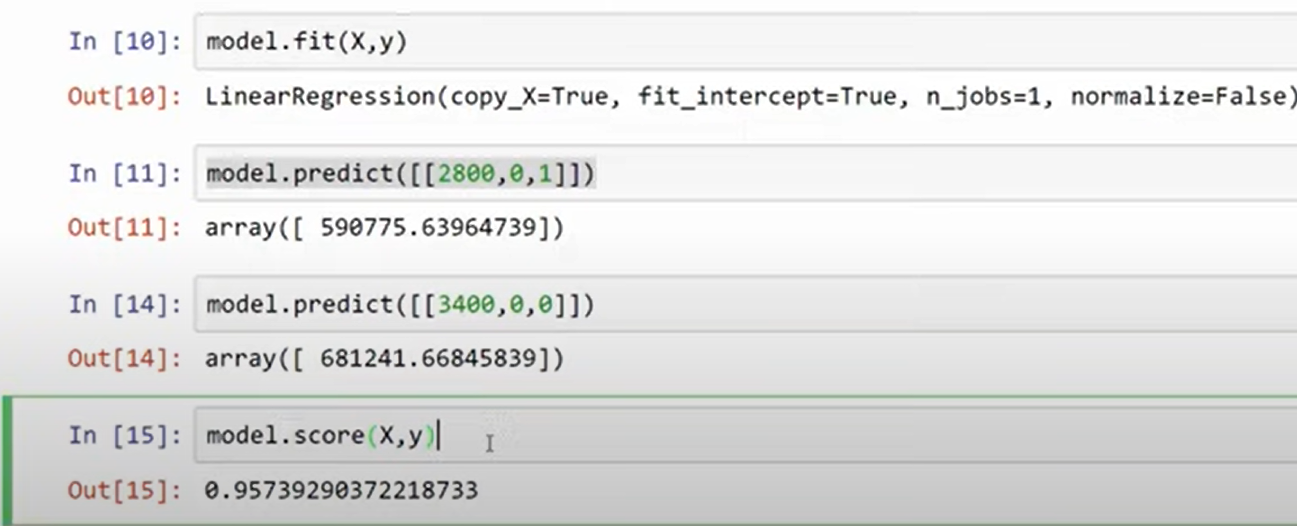 In [10]: model.fit(X,y)
Out[10]: LinearRegression(copy_X=True, fit_intercept=True, n_jobs=1, normalize=False)
In [11]: model.predict([[2800,0,1]])
Out[11]: array([ 590775.63964739])
In [14]: model.predict([[3400,0,0]])
Out[14]: array([ 681241.66845839])
In [15]: model.score(X,y)
Out[15]: 0.95739290372218733